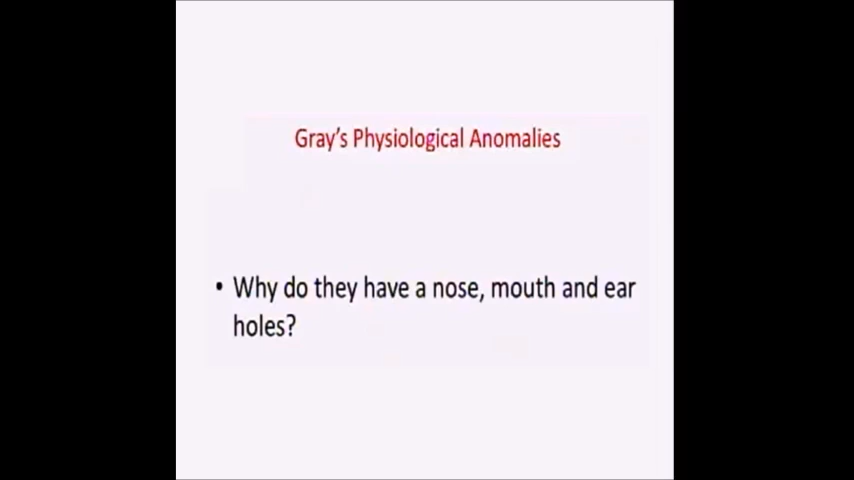 Gray's Physiological Anomalies
• Why do they have a nose, mouth and ear
holes?